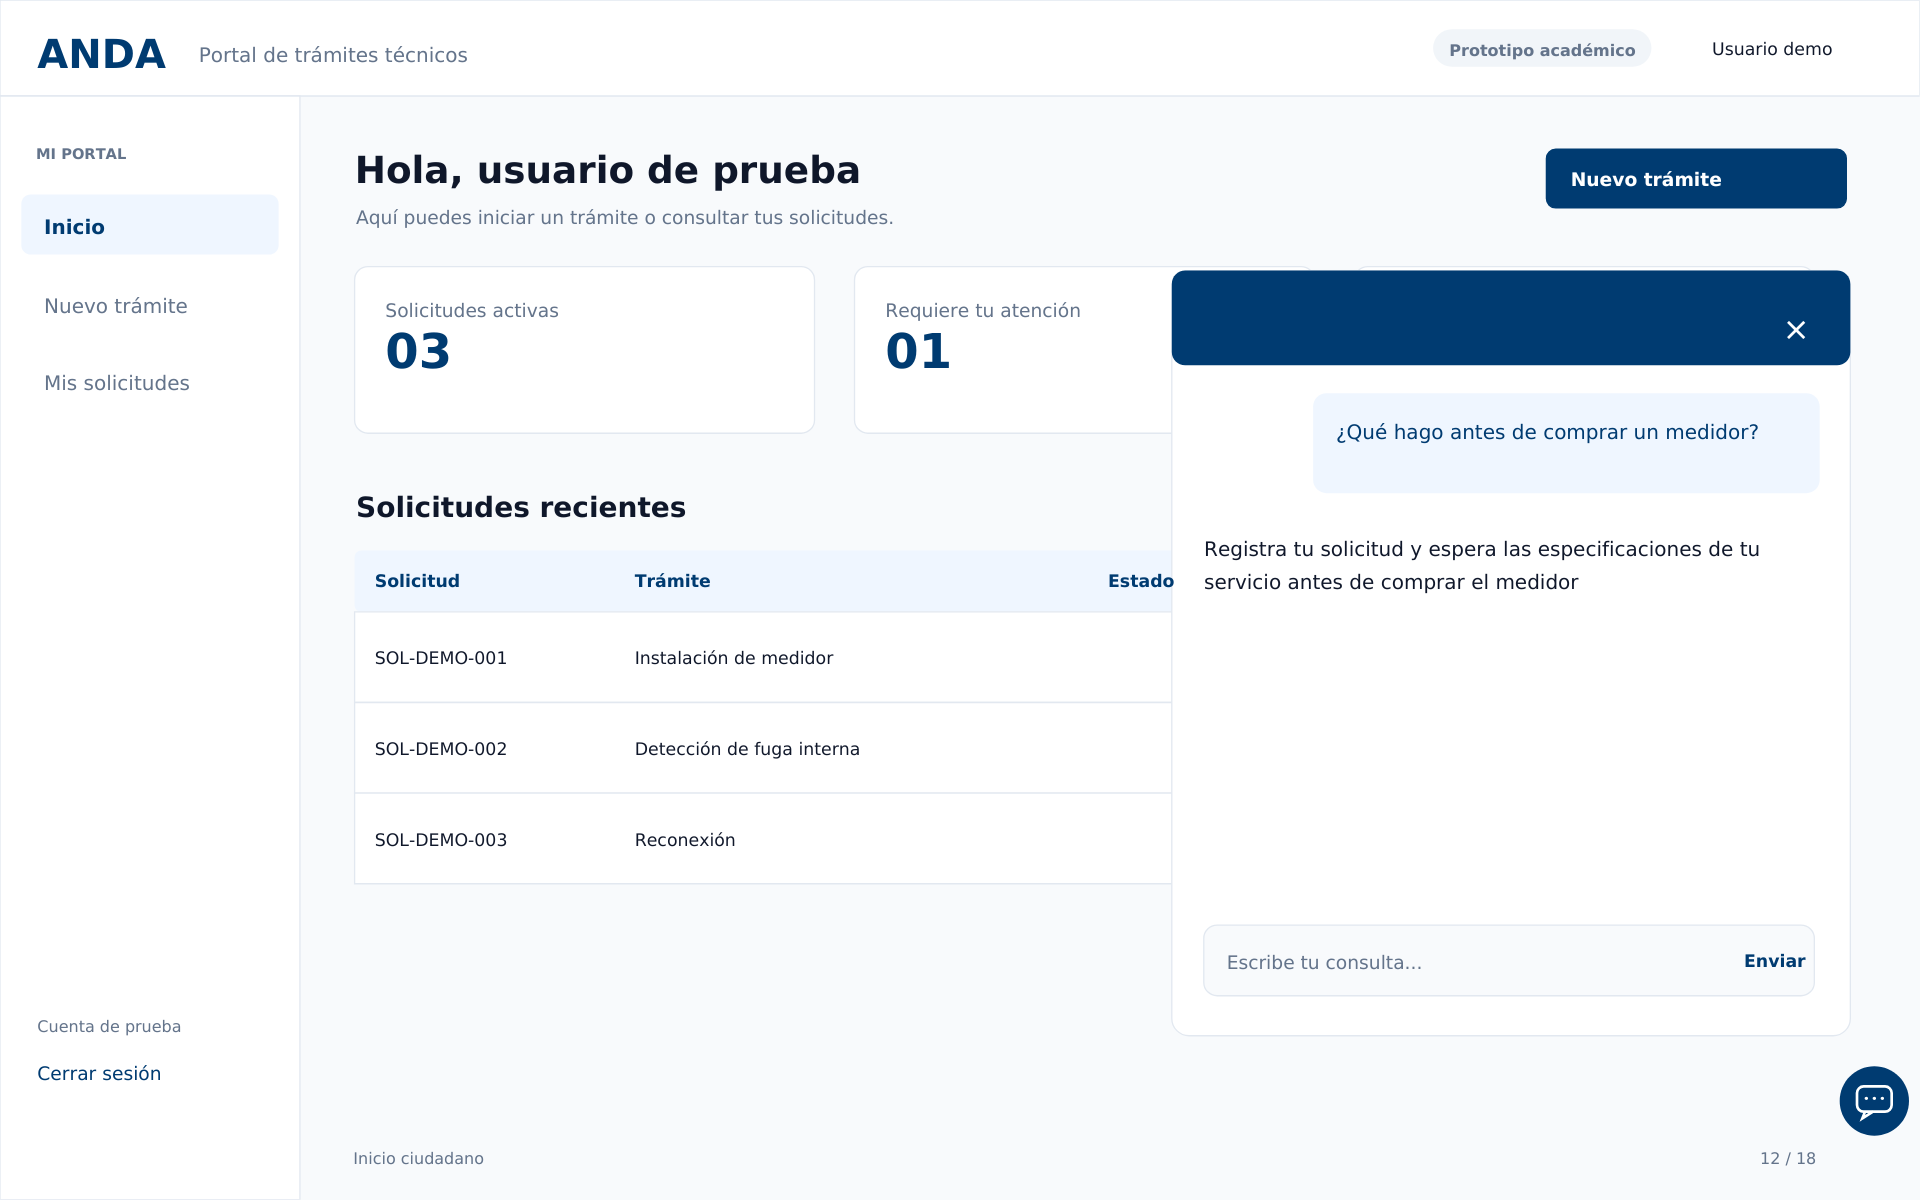 ANDA
Portal de trámites técnicos
Prototipo académico
Usuario demo
MI PORTAL
Inicio
Nuevo trámite
Mis solicitudes
Cuenta de prueba
Cerrar sesión
Hola, usuario de prueba
Aquí puedes iniciar un trámite o consultar tus solicitudes.
Nuevo trámite
Solicitudes activas
03
Requiere tu atención
01
Solicitudes recientes
Solicitud Trámite Estado
SOL-DEMO-001 Instalación de medidor
SOL-DEMO-002 Detección de fuga interna
SOL-DEMO-003 Reconexión
¿Qué hago antes de comprar un medidor?
Registra tu solicitud y espera las especificaciones de tu
servicio antes de comprar el medidor
Escribe tu consulta...
Enviar
Inicio ciudadano
12 / 18